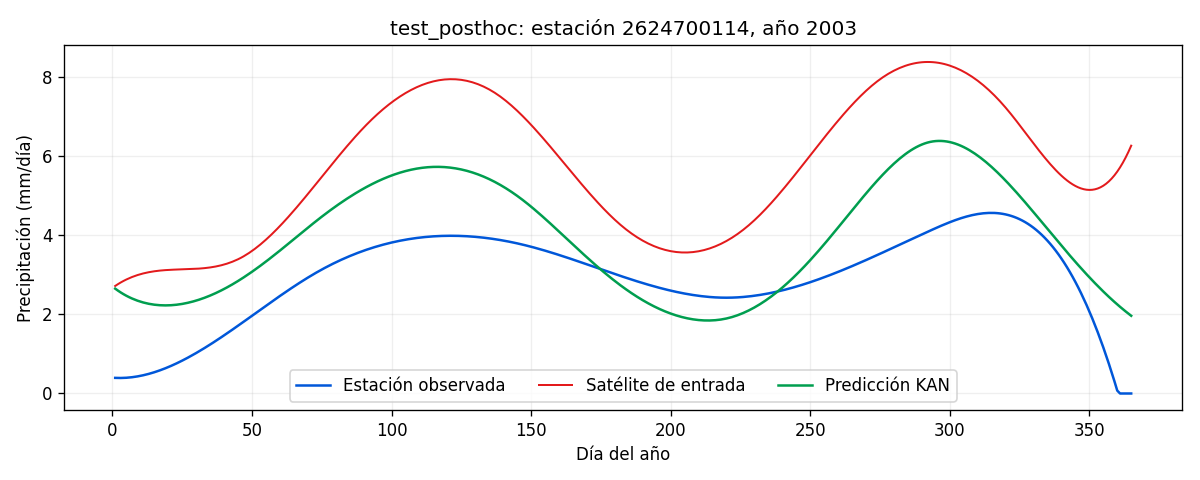 test_posthoc: estación 2624700114, año 2003
Precipitación (mm/día)
8
6
4
2
0
Estación observada
Satélite de entrada
Predicción KAN
0
50
100
150
200
250
300
350
Día del año